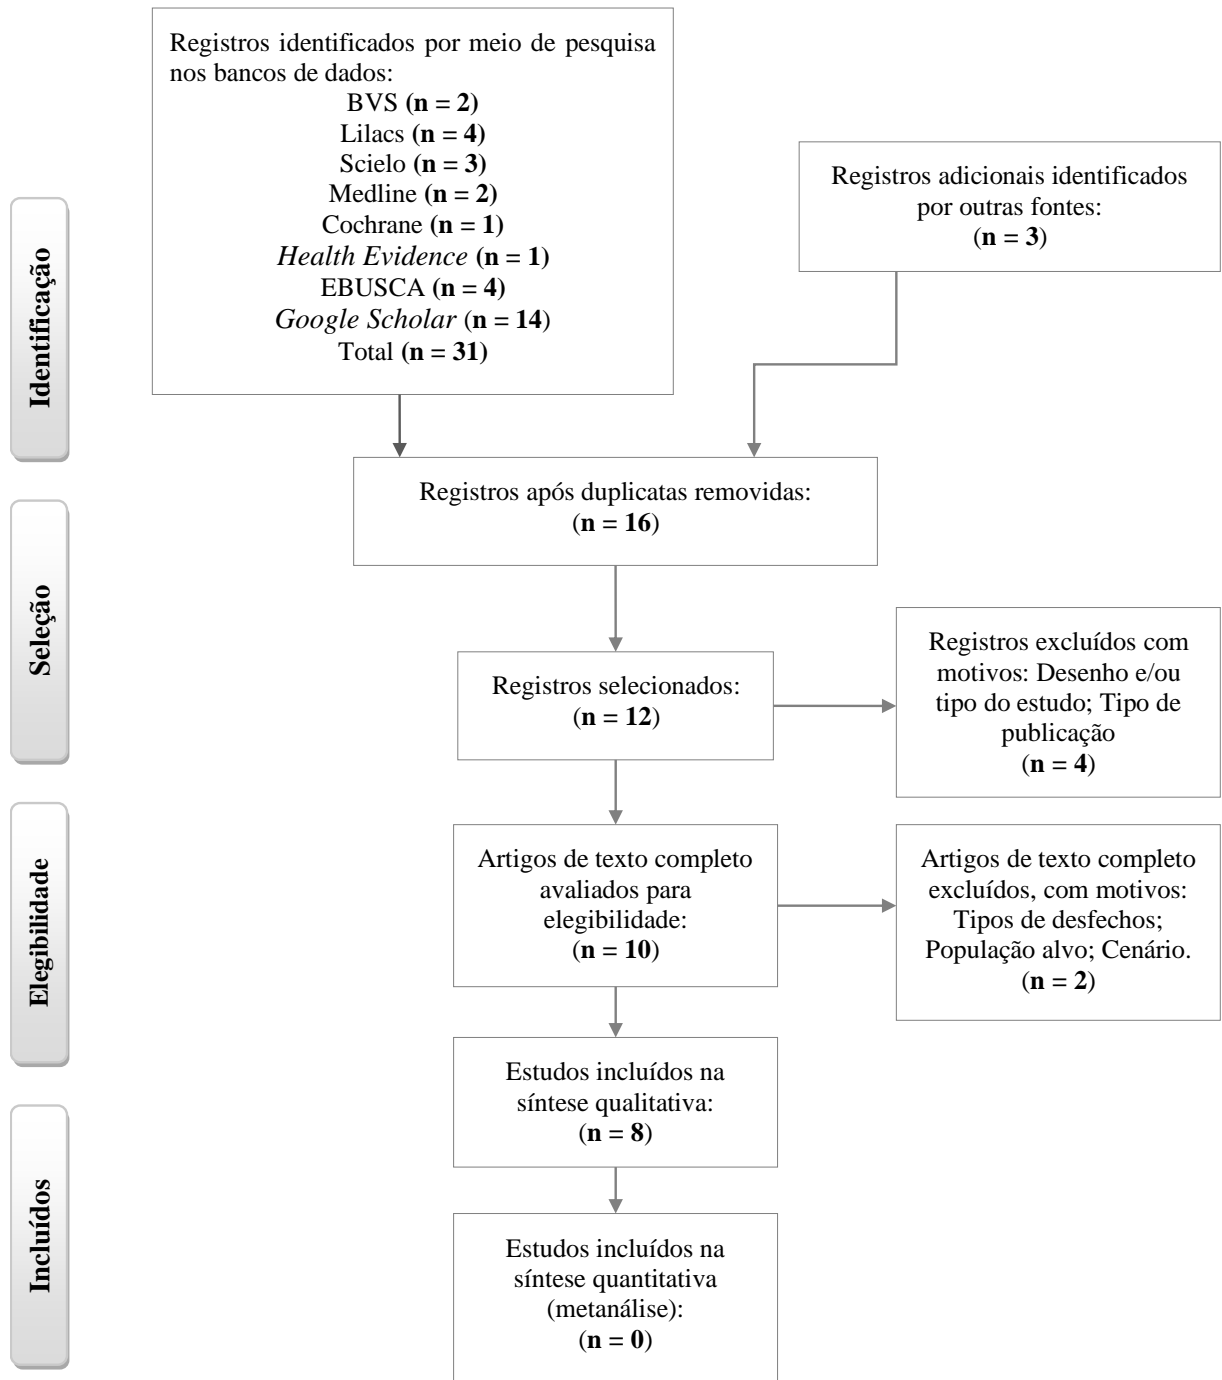 Registros identificados por meio de pesquisa
nos bancos de dados:
BVS (n = 2)
Lilacs (n = 4)
Scielo (n = 3)
Medline (n = 2)
Cochrane (n = 1)
Health Evidence (n = 1)
EBUSCA (n = 4)
Google Scholar (n = 14)
Total (n = 31)
Registros adicionais identificados
por outras fontes:
(n = 3)
Identificação
Registros após duplicatas removidas:
(n = 16)
Seleção
Registros selecionados:
(n = 12)
Registros excluídos com
motivos: Desenho e/ou
tipo do estudo; Tipo de
publicação
(n = 4)
Elegibilidade
Artigos de texto completo
avaliados para
elegibilidade:
(n = 10)
Artigos de texto completo
excluídos, com motivos:
Tipos de desfechos;
População alvo; Cenário.
(n = 2)
Estudos incluídos na
síntese qualitativa:
(n = 8)
Incluídos
Estudos incluídos na
síntese quantitativa
(metanálise):
(n = 0)